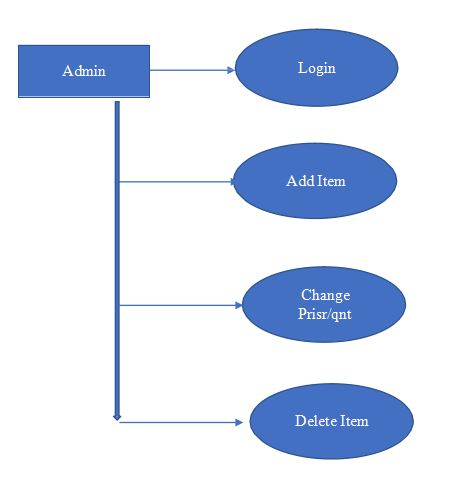 Admin
Login
Add Item
Change
Prisr/qnt
Delete Item